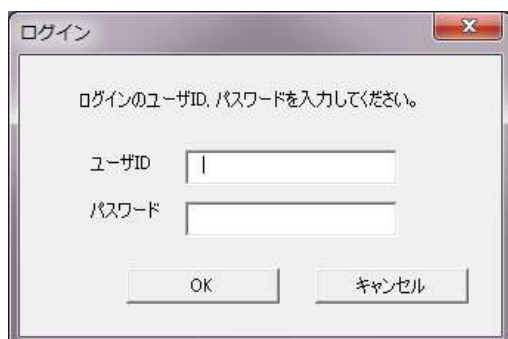 ログイン
ログインのユーザID, パスワードを入力してください。
ユーザID
パスワード
OK
キャンセル